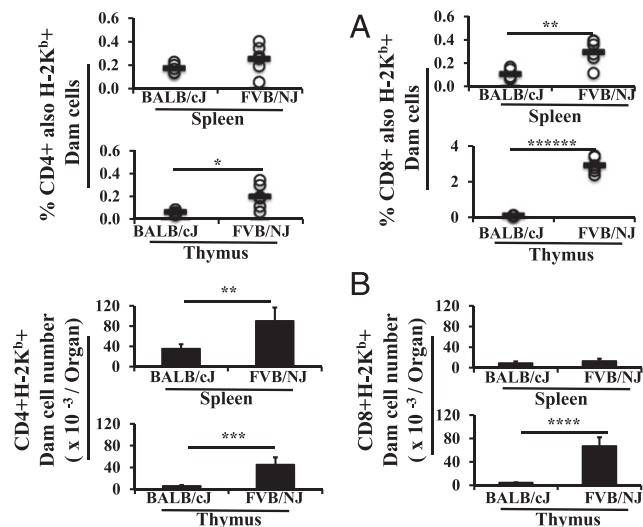 A
% CD4+ also H-2Kᵇ+
Dam cells
0.6
0.4
0.2
0.0
BALB/cJ FVB/NJ
Spleen
0.6
0.4
0.2
0.0
*
BALB/cJ FVB/NJ
Thymus
% CD8+ also H-2Kᵇ+
Dam cells
0.6
0.4
0.2
0.0
**
BALB/cJ FVB/NJ
Spleen
4
2
0
******
BALB/cJ FVB/NJ
Thymus
B
CD4+H-2Kᵇ+
Dam cell number
( x 10 ⁻³ / Organ)
120
80
40
0
**
BALB/cJ FVB/NJ
Spleen
120
80
40
0
***
BALB/cJ FVB/NJ
Thymus
CD8+H-2Kᵇ+
Dam cell number
( x 10 ⁻³ / Organ)
120
80
40
0
BALB/cJ FVB/NJ
Spleen
120
80
40
0
****
BALB/cJ FVB/NJ
Thymus